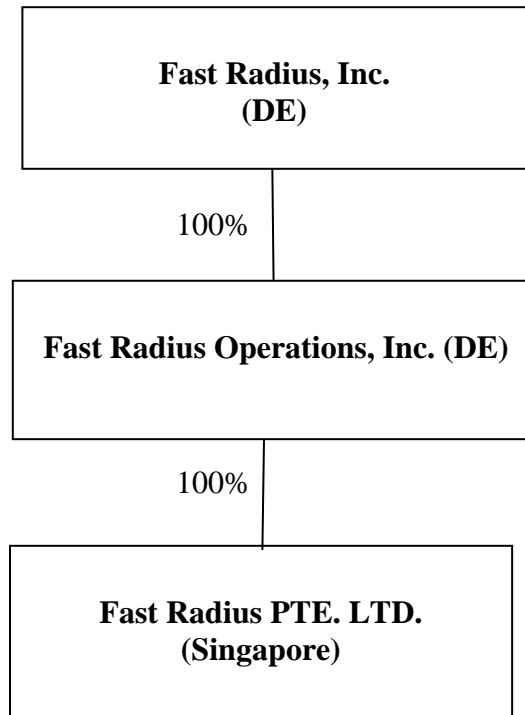 Fast Radius, Inc.
(DE)
100%
Fast Radius Operations, Inc. (DE)
100%
Fast Radius PTE. LTD.
(Singapore)